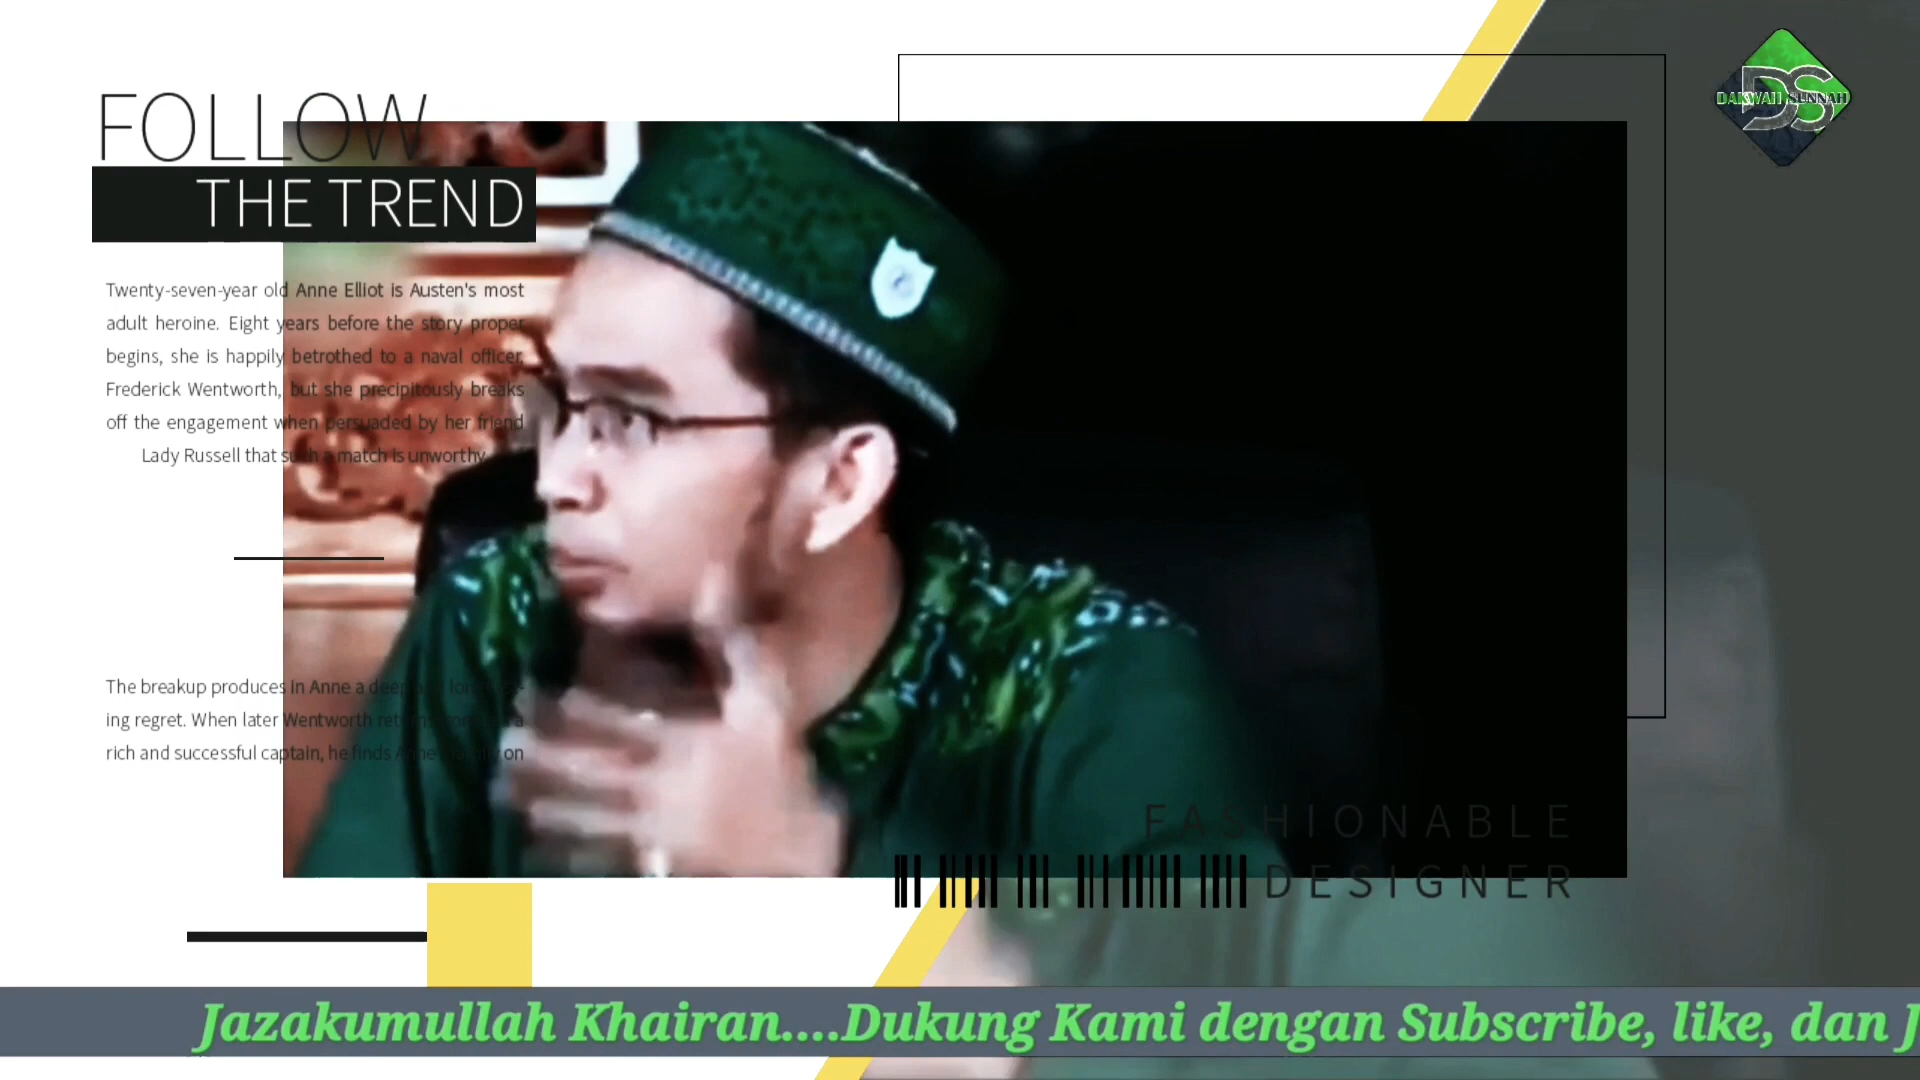 FOLLOW
THE TREND
DAKWAH SUNNAH
DS
Twenty-seven-year old Anne Elliot is Austen's most
adult heroine. Eight years before the story proper
begins, she is happily betrothed to a naval officer,
Frederick Wentworth, but she precipitously breaks
off the engagement when persuaded by her friend
Lady Russell that such a match is unworthy.
The breakup produces in Anne a deep
ing regret. When later Wentworth a
rich and successful captain, he finds on
FASHIONABLE
DESIGNER
Jazakumullah Khairan....Dukung Kami dengan Subscribe, like, dan J